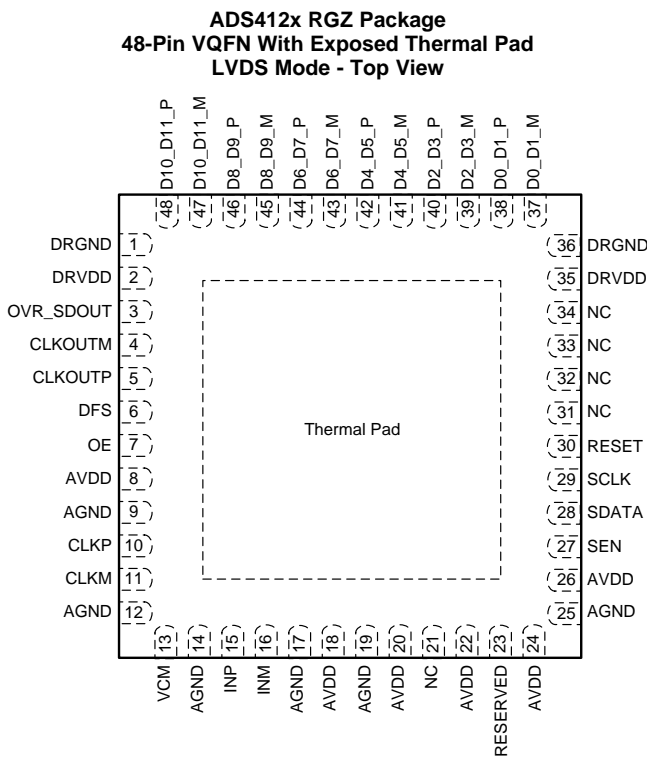 ADS412x RGZ Package
48-Pin VQFN With Exposed Thermal Pad
LVDS Mode - Top View
D10_D11_P
D10_D11_M
D8_D9_P
D8_D9_M
D6_D7_P
D6_D7_M
D4_D5_P
D4_D5_M
D2_D3_P
D2_D3_M
D0_D1_P
D0_D1_M
48
47
46
45
44
43
42
41
40
39
38
37
DRGND 1
DRVDD 2
OVR_SDOUT 3
CLKOUTM 4
CLKOUTP 5
DFS 6
OE 7
AVDD 8
AGND 9
CLKP 10
CLKM 11
AGND 12
36 DRGND
35 DRVDD
34 NC
33 NC
32 NC
31 NC
30 RESET
29 SCLK
28 SDATA
27 SEN
26 AVDD
25 AGND
Thermal Pad
13
14
15
16
17
18
19
20
21
22
23
24
VCM
AGND
INP
INM
AGND
AVDD
AGND
AVDD
NC
AVDD
RESERVED
AVDD